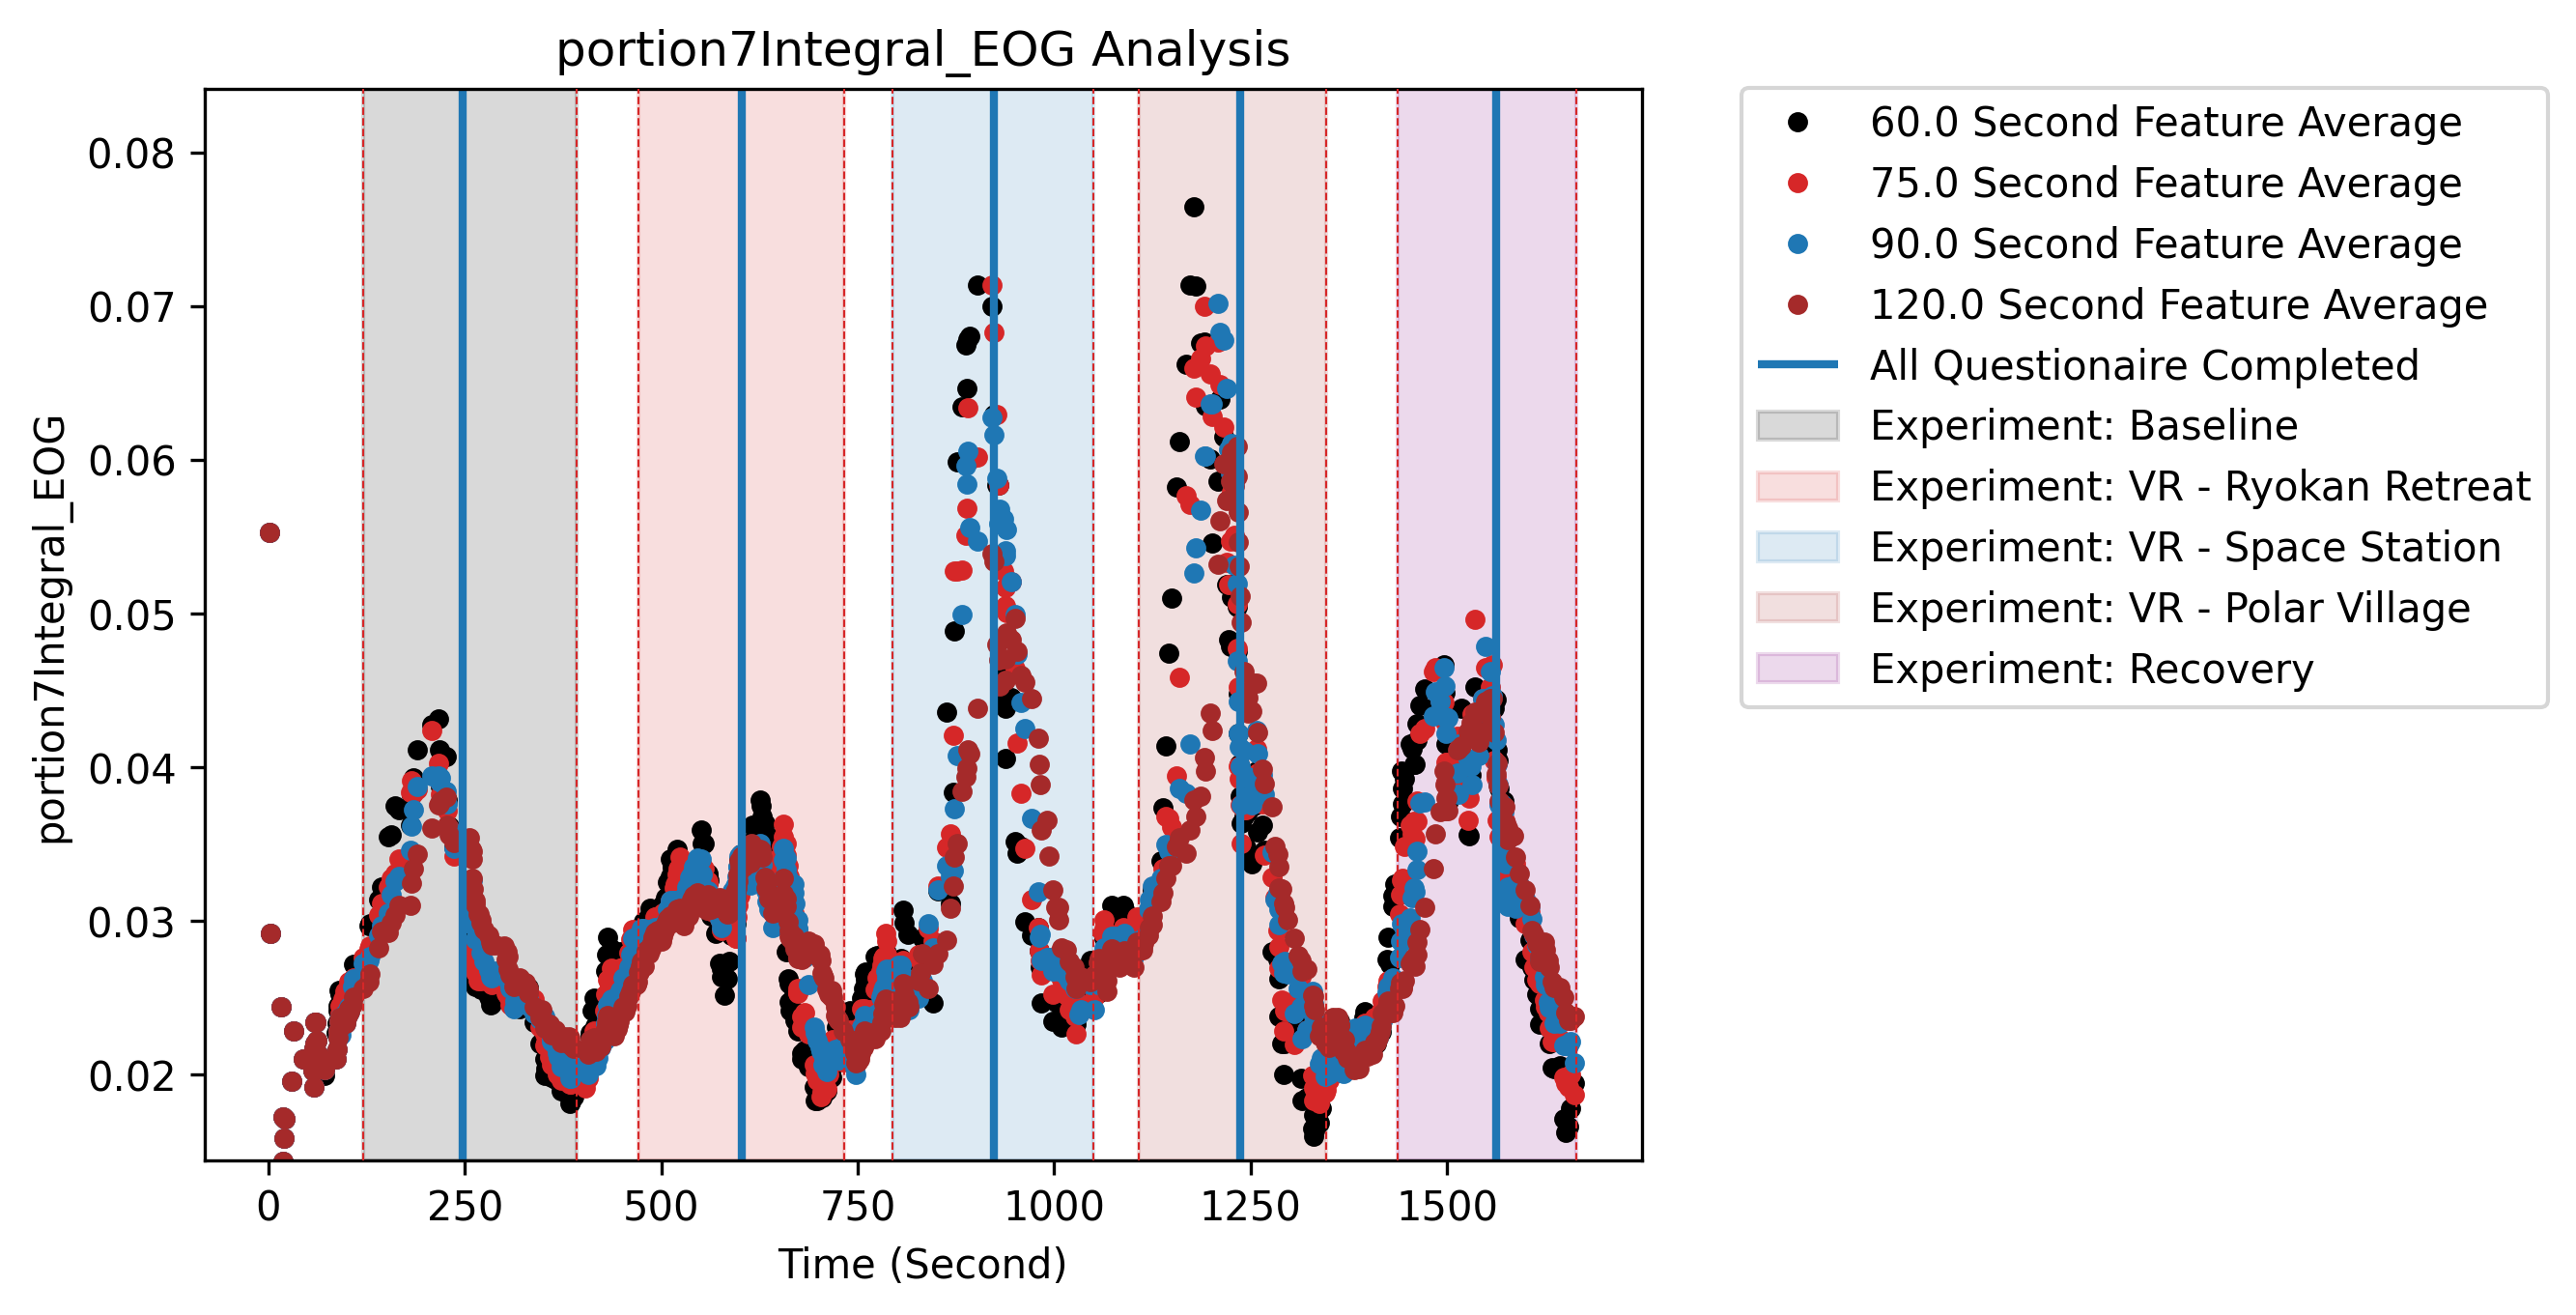 portion7Integral_EOG Analysis
portion7Integral_EOG
0.08
0.07
0.06
0.05
0.04
0.03
0.02
0 250 500 750 1000 1250 1500
Time (Second)
60.0 Second Feature Average
75.0 Second Feature Average
90.0 Second Feature Average
120.0 Second Feature Average
All Questionaire Completed
Experiment: Baseline
Experiment: VR - Ryokan Retreat
Experiment: VR - Space Station
Experiment: VR - Polar Village
Experiment: Recovery